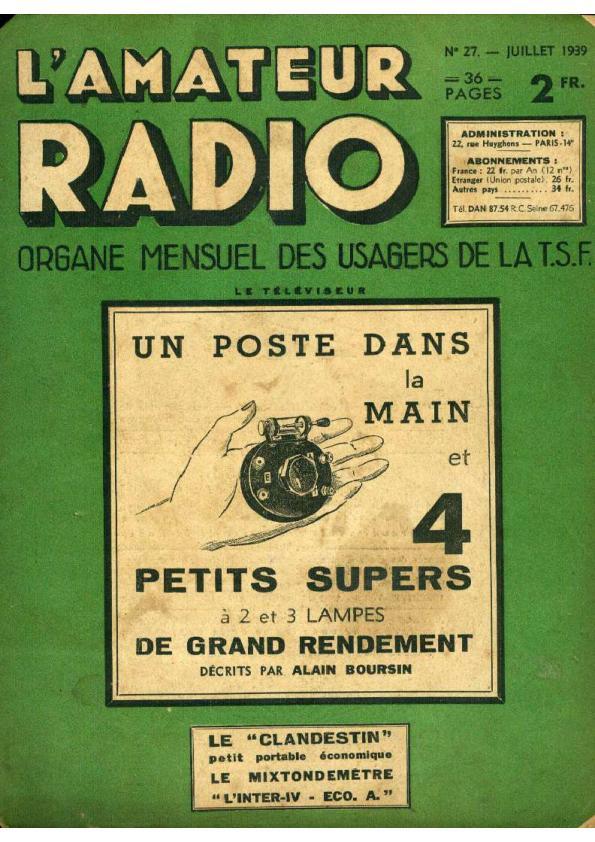 L'AMATEUR
RADIO
N° 27. — JUILLET 1939
= 36 —
PAGES
2 FR.
ADMINISTRATION :
22, rue Huyghens — PARIS-14e
ABONNEMENTS :
France : 22 fr. par An (12 nos)
Etranger (Union postale), 26 fr.
Autres pays .......... 34 fr.
Tél. DAN 87.54 R.C. Seine 67.476
ORGANE MENSUEL DES USAGERS DE LA T.S.F.
LE TÉLÉVISEUR
UN POSTE DANS
la
MAIN
et
4
PETITS SUPERS
à 2 et 3 LAMPES
DE GRAND RENDEMENT
DÉCRITS PAR ALAIN BOURSIN
LE "CLANDESTIN"
petit portable économique
LE MIXTONDEMÈTRE
"L'INTER-IV - ECO. A."